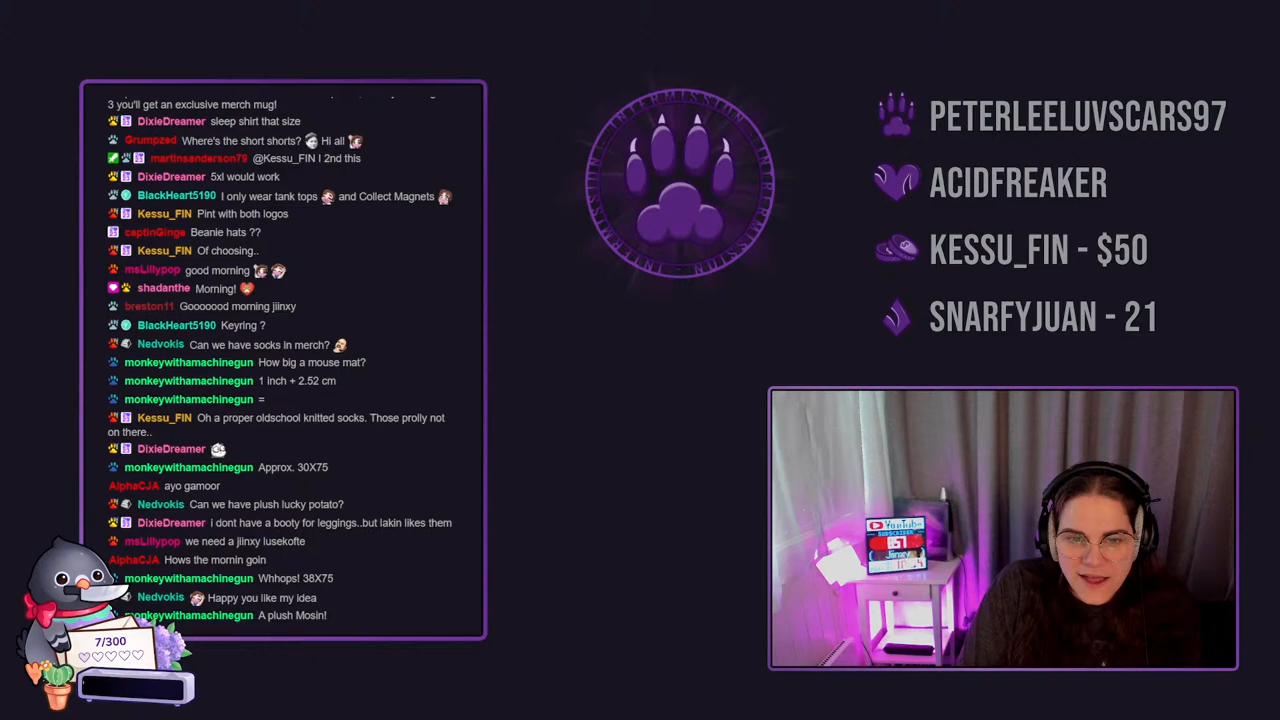 3 you'll get an exclusive merch mug!
DixieDreamer sleep shirt that size
Grumpzed Where's the short shorts? Hi all
martinsanderson79 @Kessu_FIN I 2nd this
DixieDreamer 5xl would work
BlackHeart5190 I only wear tank tops and Collect Magnets
Kessu_FIN Pint with both logos
captinGinge Beanie hats ??
Kessu_FIN Of choosing..
msLillypop good morning
shadanthe Morning!
breston11 Gooooood morning jiinxy
BlackHeart5190 Keyring ?
Nedvokis Can we have socks in merch?
monkeywithamachinegun How big a mouse mat?
monkeywithamachinegun 1 inch + 2.52 cm
monkeywithamachinegun =
Kessu_FIN Oh a proper oldschool knitted socks. Those prolly not
on there..
DixieDreamer
monkeywithamachinegun Approx. 30X75
AlphaCJA ayo gamoor
Nedvokis Can we have plush lucky potato?
DixieDreamer i dont have a booty for leggings..but lakin likes them
msLillypop we need a jiinxy lusekofte
AlphaCJA Hows the mornin goin
monkeywithamachinegun Whhops! 38X75
Nedvokis Happy you like my idea
monkeywithamachinegun A plush Mosin!
7/300
INTERMISSION - INTERMISSION - INTERMISSION -
PETERLEELUVSCARS97
ACIDFREAKER
KESSU_FIN - $50
SNARFYJUAN - 21
YouTube
SUBSCRIBER